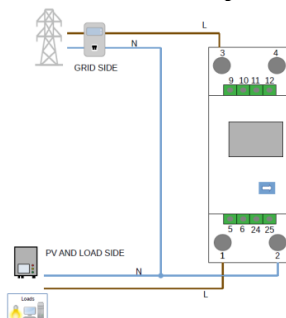 L
N
GRID SIDE
3 4
9 10 11 12
5 6 24 25
1 2
PV AND LOAD SIDE
N
L
Loads